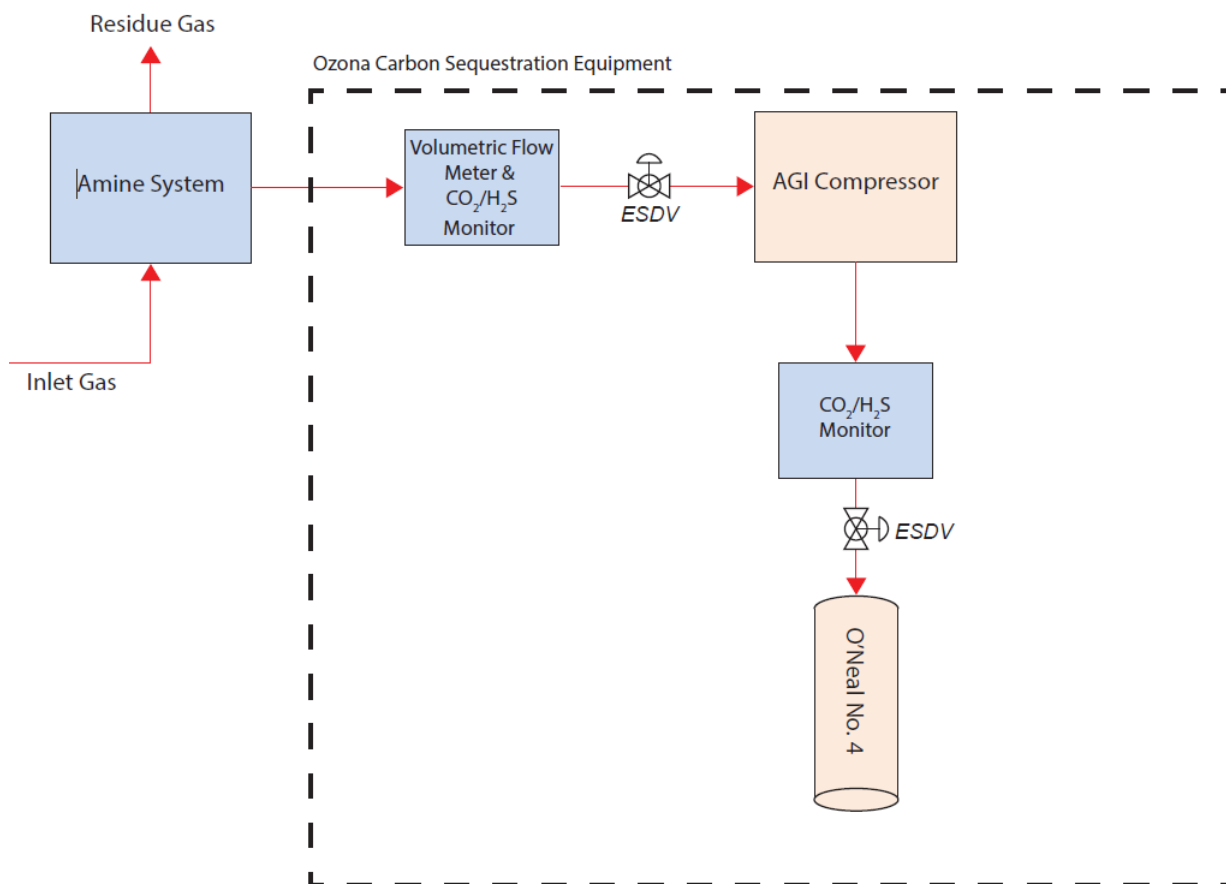 Residue Gas
Ozona Carbon Sequestration Equipment
Amine System
Volumetric Flow
Meter &
CO₂/H₂S
Monitor
ESDV
AGI Compressor
Inlet Gas
CO₂/H₂S
Monitor
ESDV
O'Neal No. 4